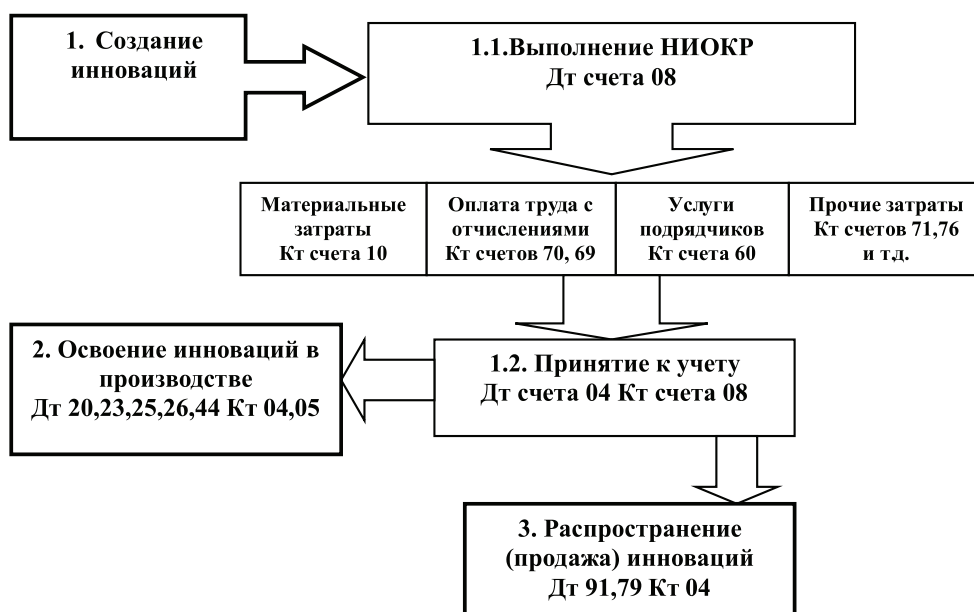 1. Создание
инноваций
1.1.Выполнение НИОКР
Дт счета 08
Материальные
затраты
Кт счета 10
Оплата труда с
отчислениями
Кт счетов 70, 69
Услуги
подрядчиков
Кт счета 60
Прочие затраты
Кт счетов 71,76
и т.д.
2. Освоение инноваций в
производстве
Дт 20,23,25,26,44 Кт 04,05
1.2. Принятие к учету
Дт счета 04 Кт счета 08
3. Распространение
(продажа) инноваций
Дт 91,79 Кт 04